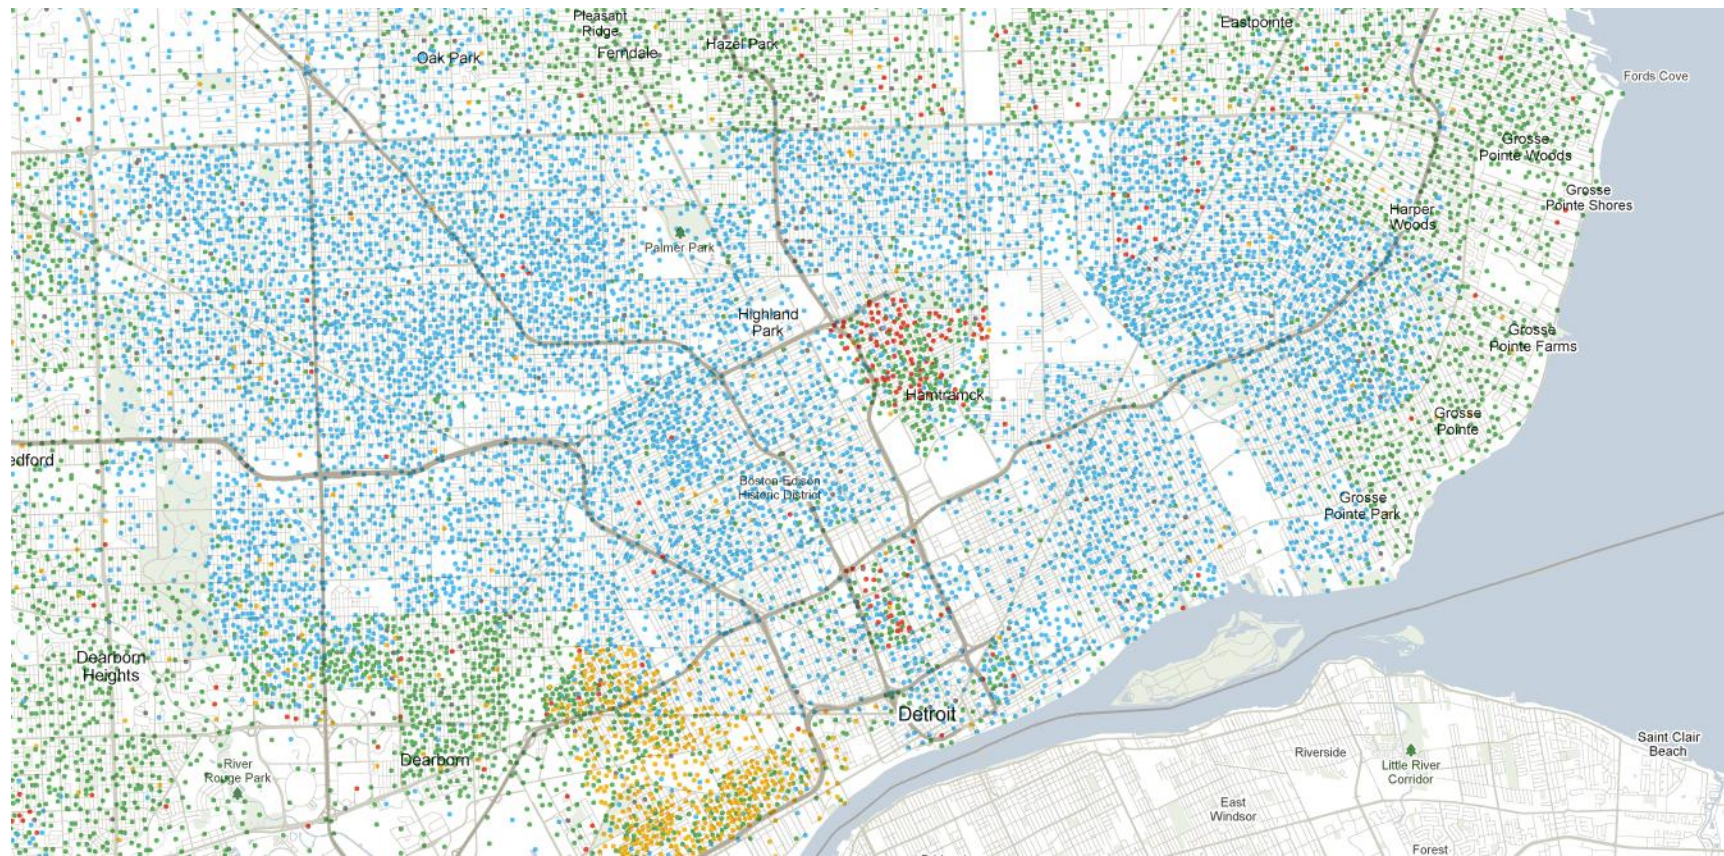 Pleasant
Ridge
Eastpointe
Hazel Park
Ferndale
Oak Park
Fords Cove
Grosse
Pointe Woods
Grosse
Pointe Shores
Harper
Woods
Palmer Park
Highland
Park
Grosse
Pointe Farms
Hamtramck
Grosse
Pointe
edford
Boston-Edison
Historic District
Grosse
Pointe Park
Dearborn
Heights
Detroit
Saint Clair
Beach
Riverside
Dearborn
River
Rouge Park
Little River
Corridor
East
Windsor
Forest